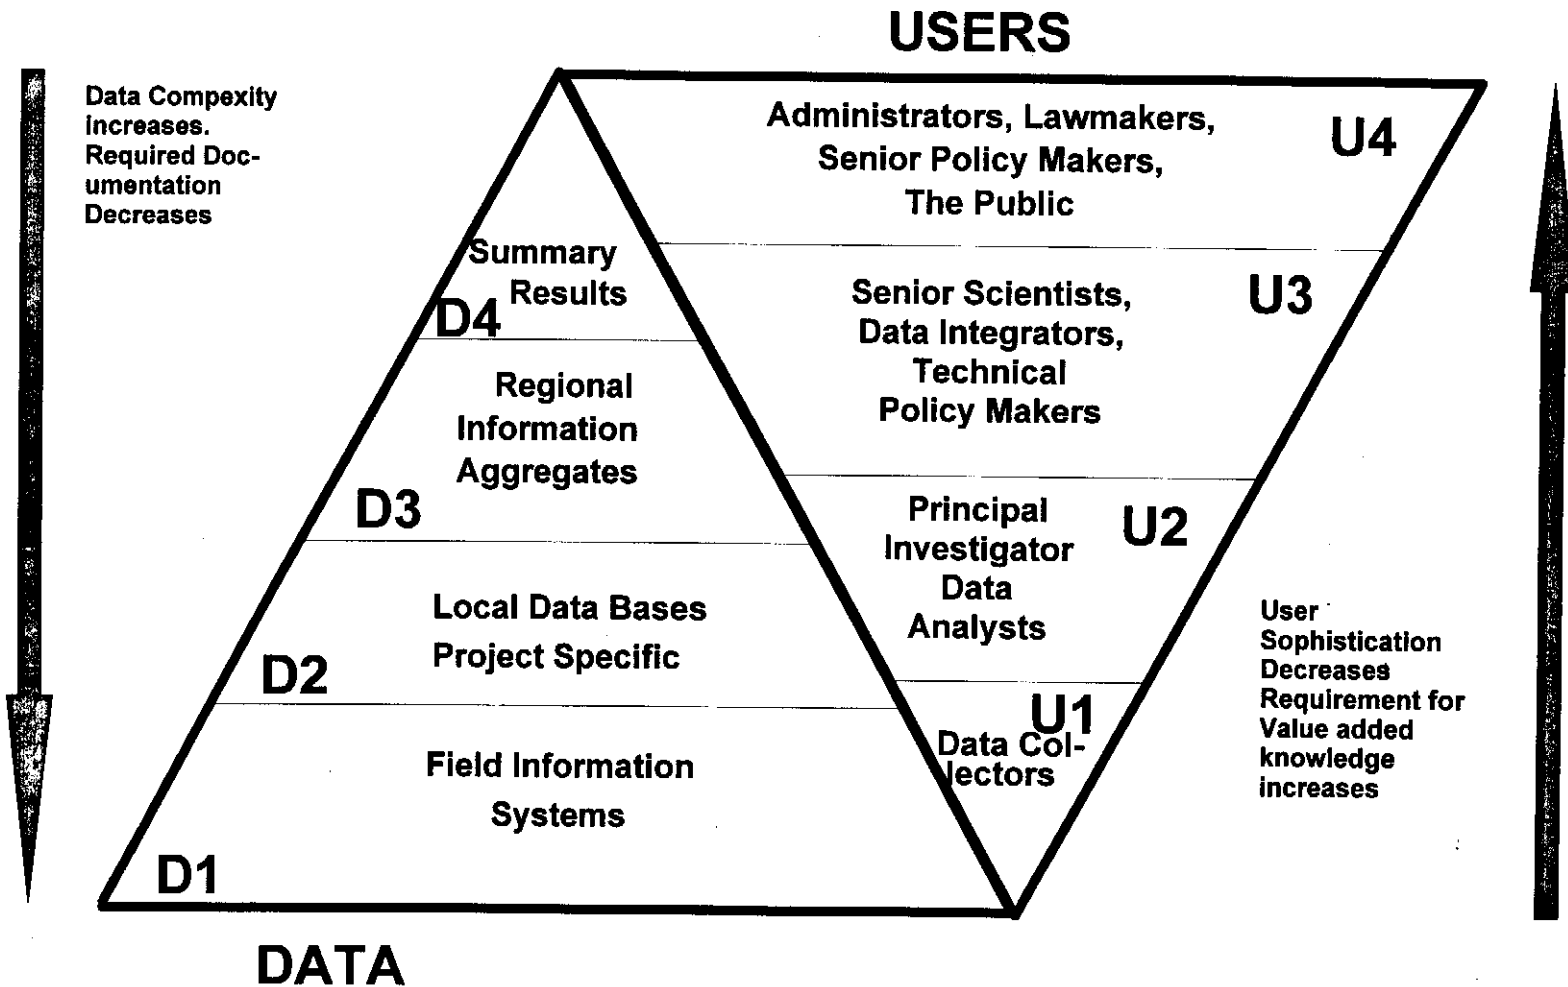 USERS
Data Compexity
increases.
Required Doc-
umentation
Decreases
Administrators, Lawmakers,
Senior Policy Makers,
The Public
U4
Summary
Results
D4
Senior Scientists,
Data Integrators,
Technical
Policy Makers
U3
Regional
Information
Aggregates
D3
Principal
Investigator
Data
Analysts
U2
Local Data Bases
Project Specific
D2
User
Sophistication
Decreases
Requirement for
Value added
knowledge
increases
U1
Data Col-
lectors
Field Information
Systems
D1
DATA